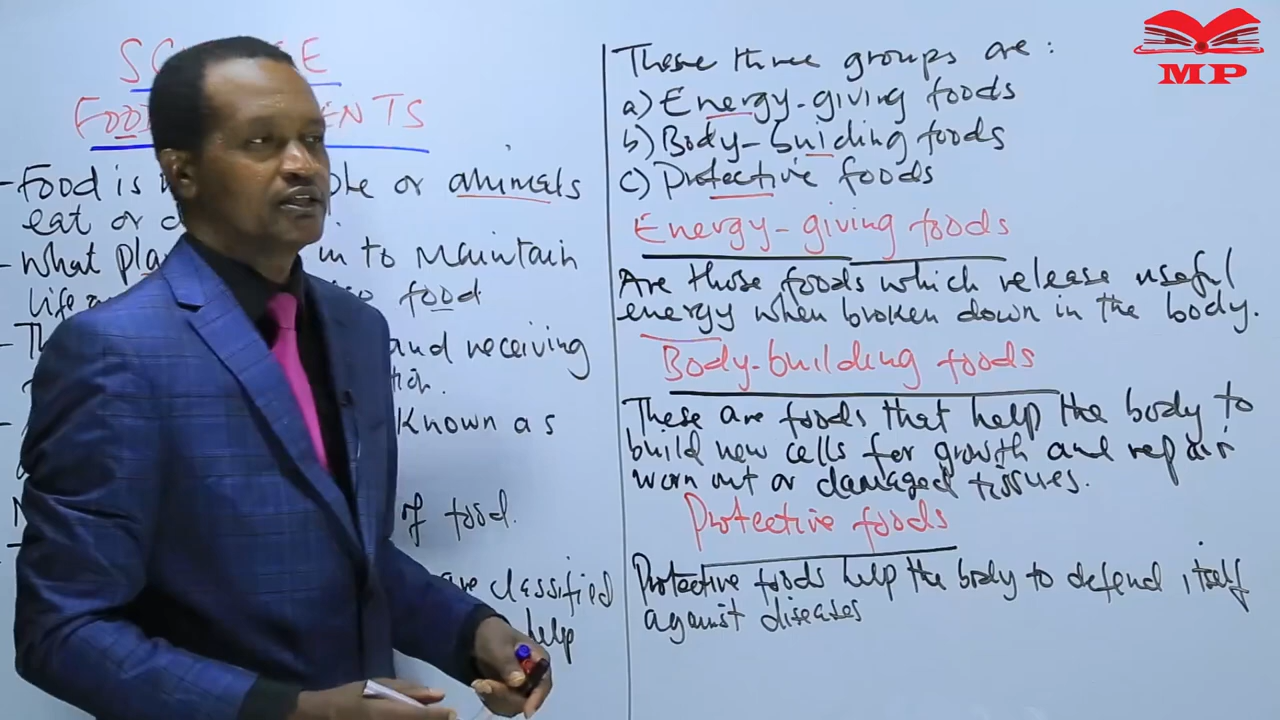 SC E
FOOD ENTS
- Food is or animals
eat or
- what in to Maintain
life food
and receiving
Known as
of food.
are classified
help
These three groups are :
a) Energy-giving foods
b) Body-building foods
c) Protective foods
Energy-giving foods
Are those foods which release useful
energy when broken down in the body.
Body-building foods
These are foods that help the body to
build new cells for growth and repair
worn out or damaged tissues.
Protective foods
Protective foods help the body to defend itself
against diseases
MP